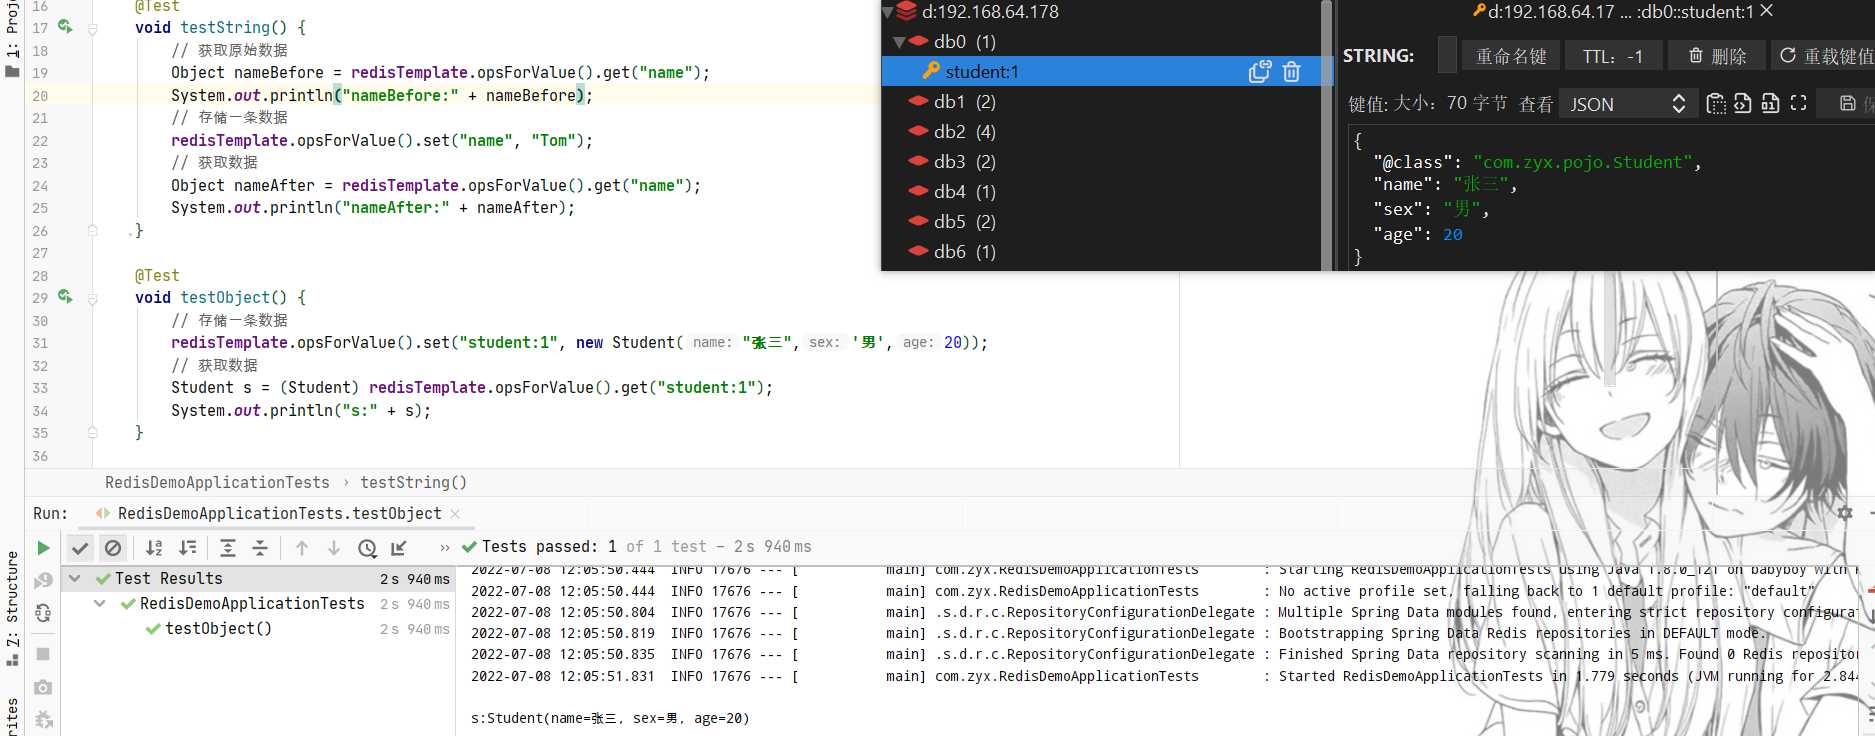 1: Proj
16 @Test
17 void testString() {
18 // 获取原始数据
19 Object nameBefore = redisTemplate.opsForValue().get("name");
20 System.out.println("nameBefore:" + nameBefore);
21 // 存储一条数据
22 redisTemplate.opsForValue().set("name", "Tom");
23 // 获取数据
24 Object nameAfter = redisTemplate.opsForValue().get("name");
25 System.out.println("nameAfter:" + nameAfter);
26 }
27
28 @Test
29 void testObject() {
30 // 存储一条数据
31 redisTemplate.opsForValue().set("student:1", new Student( name: "张三", sex: '男', age: 20));
32 // 获取数据
33 Student s = (Student) redisTemplate.opsForValue().get("student:1");
34 System.out.println("s:" + s);
35 }
36
d:192.168.64.178
db0 (1)
student:1
db1 (2)
db2 (4)
db3 (2)
db4 (1)
db5 (2)
db6 (1)
d:192.168.64.17 ... :db0::student:1
STRING: 重命名键 TTL: -1 删除 重载键值
键值: 大小: 70 字节 查看 JSON
{
"@class": "com.zyx.pojo.Student",
"name": "张三",
"sex": "男",
"age": 20
}
RedisDemoApplicationTests › testString()
Run: RedisDemoApplicationTests.testObject
» Tests passed: 1 of 1 test – 2 s 940 ms
Z: Structure
rites
Test Results 2 s 940 ms
RedisDemoApplicationTests 2 s 940 ms
testObject() 2 s 940 ms
2022-07-08 12:05:50.444 INFO 17676 --- [ main] com.zyx.RedisDemoApplicationTests : Starting RedisDemoApplicationTests using Java 1.8.0_121 on babyboy with
2022-07-08 12:05:50.444 INFO 17676 --- [ main] com.zyx.RedisDemoApplicationTests : No active profile set, falling back to 1 default profile: "default"
2022-07-08 12:05:50.804 INFO 17676 --- [ main] .s.d.r.c.RepositoryConfigurationDelegate : Multiple Spring Data modules found, entering strict repository configurat
2022-07-08 12:05:50.819 INFO 17676 --- [ main] .s.d.r.c.RepositoryConfigurationDelegate : Bootstrapping Spring Data Redis repositories in DEFAULT mode.
2022-07-08 12:05:50.835 INFO 17676 --- [ main] .s.d.r.c.RepositoryConfigurationDelegate : Finished Spring Data repository scanning in 5 ms. Found 0 Redis repositor
2022-07-08 12:05:51.831 INFO 17676 --- [ main] com.zyx.RedisDemoApplicationTests : Started RedisDemoApplicationTests in 1.779 seconds (JVM running for 2.844
s:Student(name=张三, sex=男, age=20)